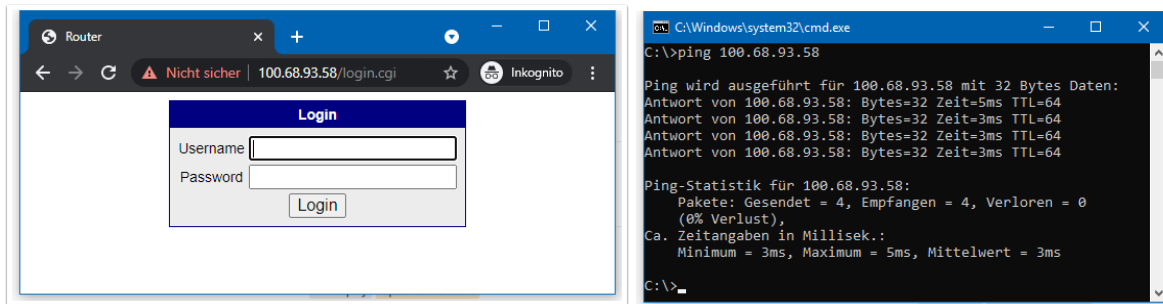 Router
Nicht sicher | 100.68.93.58/login.cgi
Inkognito
Login
Username
Password
Login
C:\Windows\system32\cmd.exe
C:\>ping 100.68.93.58
Ping wird ausgeführt für 100.68.93.58 mit 32 Bytes Daten:
Antwort von 100.68.93.58: Bytes=32 Zeit=5ms TTL=64
Antwort von 100.68.93.58: Bytes=32 Zeit=3ms TTL=64
Antwort von 100.68.93.58: Bytes=32 Zeit=3ms TTL=64
Antwort von 100.68.93.58: Bytes=32 Zeit=3ms TTL=64
Ping-Statistik für 100.68.93.58:
Pakete: Gesendet = 4, Empfangen = 4, Verloren = 0
(0% Verlust),
Ca. Zeitangaben in Millisek.:
Minimum = 3ms, Maximum = 5ms, Mittelwert = 3ms
C:\>